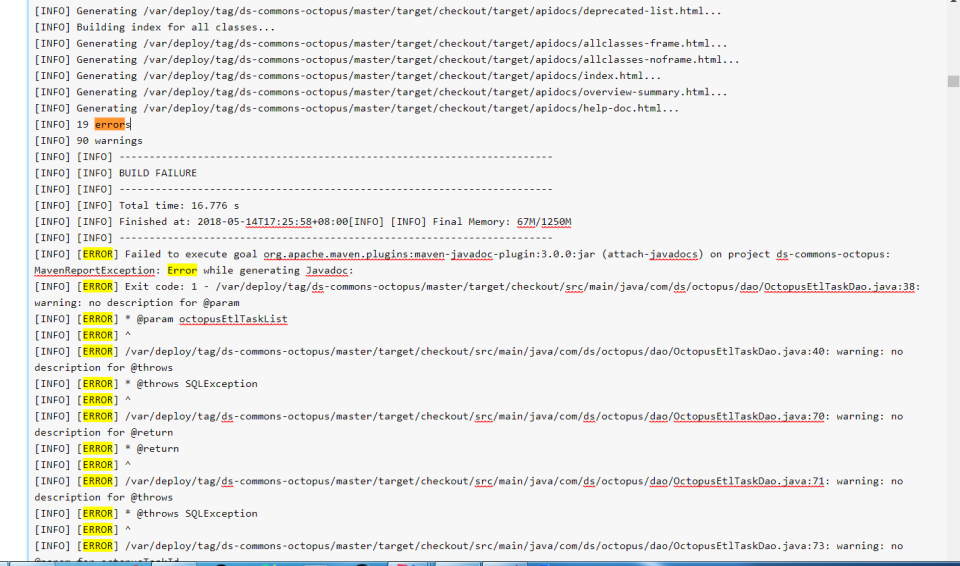 [INFO] Generating /var/deploy/tag/ds-commons-octopus/master/target/checkout/target/apidocs/deprecated-list.html...
[INFO] Building index for all classes...
[INFO] Generating /var/deploy/tag/ds-commons-octopus/master/target/checkout/target/apidocs/allclasses-frame.html...
[INFO] Generating /var/deploy/tag/ds-commons-octopus/master/target/checkout/target/apidocs/allclasses-noframe.html...
[INFO] Generating /var/deploy/tag/ds-commons-octopus/master/target/checkout/target/apidocs/index.html...
[INFO] Generating /var/deploy/tag/ds-commons-octopus/master/target/checkout/target/apidocs/overview-summary.html...
[INFO] Generating /var/deploy/tag/ds-commons-octopus/master/target/checkout/target/apidocs/help-doc.html...
[INFO] 19 errors
[INFO] 90 warnings
[INFO] [INFO] ------------------------------------------------------------------------
[INFO] [INFO] BUILD FAILURE
[INFO] [INFO] ------------------------------------------------------------------------
[INFO] [INFO] Total time: 16.776 s
[INFO] [INFO] Finished at: 2018-05-14T17:25:58+08:00[INFO] [INFO] Final Memory: 67M/1250M
[INFO] [INFO] ------------------------------------------------------------------------
[INFO] [ERROR] Failed to execute goal org.apache.maven.plugins:maven-javadoc-plugin:3.0.0:jar (attach-javadocs) on project ds-commons-octopus:
MavenReportException: Error while generating Javadoc:
[INFO] [ERROR] Exit code: 1 - /var/deploy/tag/ds-commons-octopus/master/target/checkout/src/main/java/com/ds/octopus/dao/OctopusEtlTaskDao.java:38:
warning: no description for @param
[INFO] [ERROR] * @param octopusEtlTaskList
[INFO] [ERROR] ^
[INFO] [ERROR] /var/deploy/tag/ds-commons-octopus/master/target/checkout/src/main/java/com/ds/octopus/dao/OctopusEtlTaskDao.java:40: warning: no
description for @throws
[INFO] [ERROR] * @throws SQLException
[INFO] [ERROR] ^
[INFO] [ERROR] /var/deploy/tag/ds-commons-octopus/master/target/checkout/src/main/java/com/ds/octopus/dao/OctopusEtlTaskDao.java:70: warning: no
description for @return
[INFO] [ERROR] * @return
[INFO] [ERROR] ^
[INFO] [ERROR] /var/deploy/tag/ds-commons-octopus/master/target/checkout/src/main/java/com/ds/octopus/dao/OctopusEtlTaskDao.java:71: warning: no
description for @throws
[INFO] [ERROR] * @throws SQLException
[INFO] [ERROR] ^
[INFO] [ERROR] /var/deploy/tag/ds-commons-octopus/master/target/checkout/src/main/java/com/ds/octopus/dao/OctopusEtlTaskDao.java:73: warning: no